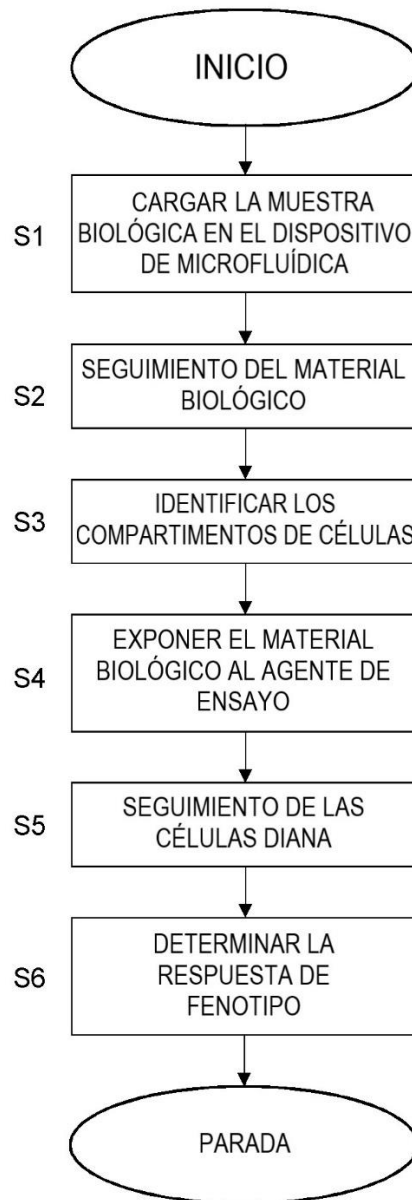 INICIO
S1
CARGAR LA MUESTRA
BIOLÓGICA EN EL DISPOSITIVO
DE MICROFLUÍDICA
S2
SEGUIMIENTO DEL MATERIAL
BIOLÓGICO
S3
IDENTIFICAR LOS
COMPARTIMENTOS DE CÉLULAS
S4
EXPONER EL MATERIAL
BIOLÓGICO AL AGENTE DE
ENSAYO
S5
SEGUIMIENTO DE LAS
CÉLULAS DIANA
S6
DETERMINAR LA
RESPUESTA DE
FENOTIPO
PARADA